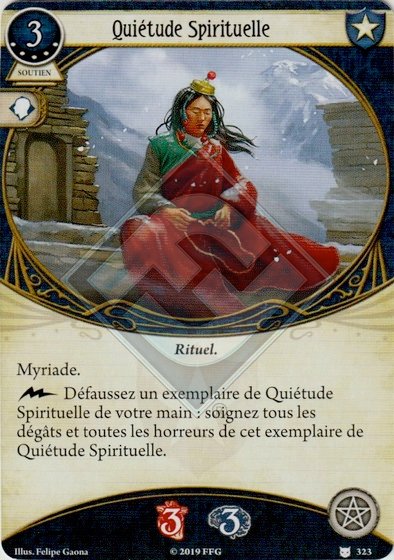 3
SOUTIEN
Quiétude Spirituelle
Rituel.
Myriade.
Défaussez un exemplaire de Quiétude
Spirituelle de votre main : soignez tous les
dégâts et toutes les horreurs de cet exemplaire de
Quiétude Spirituelle.
3 3
Illus. Felipe Gaona © 2019 FFG 323